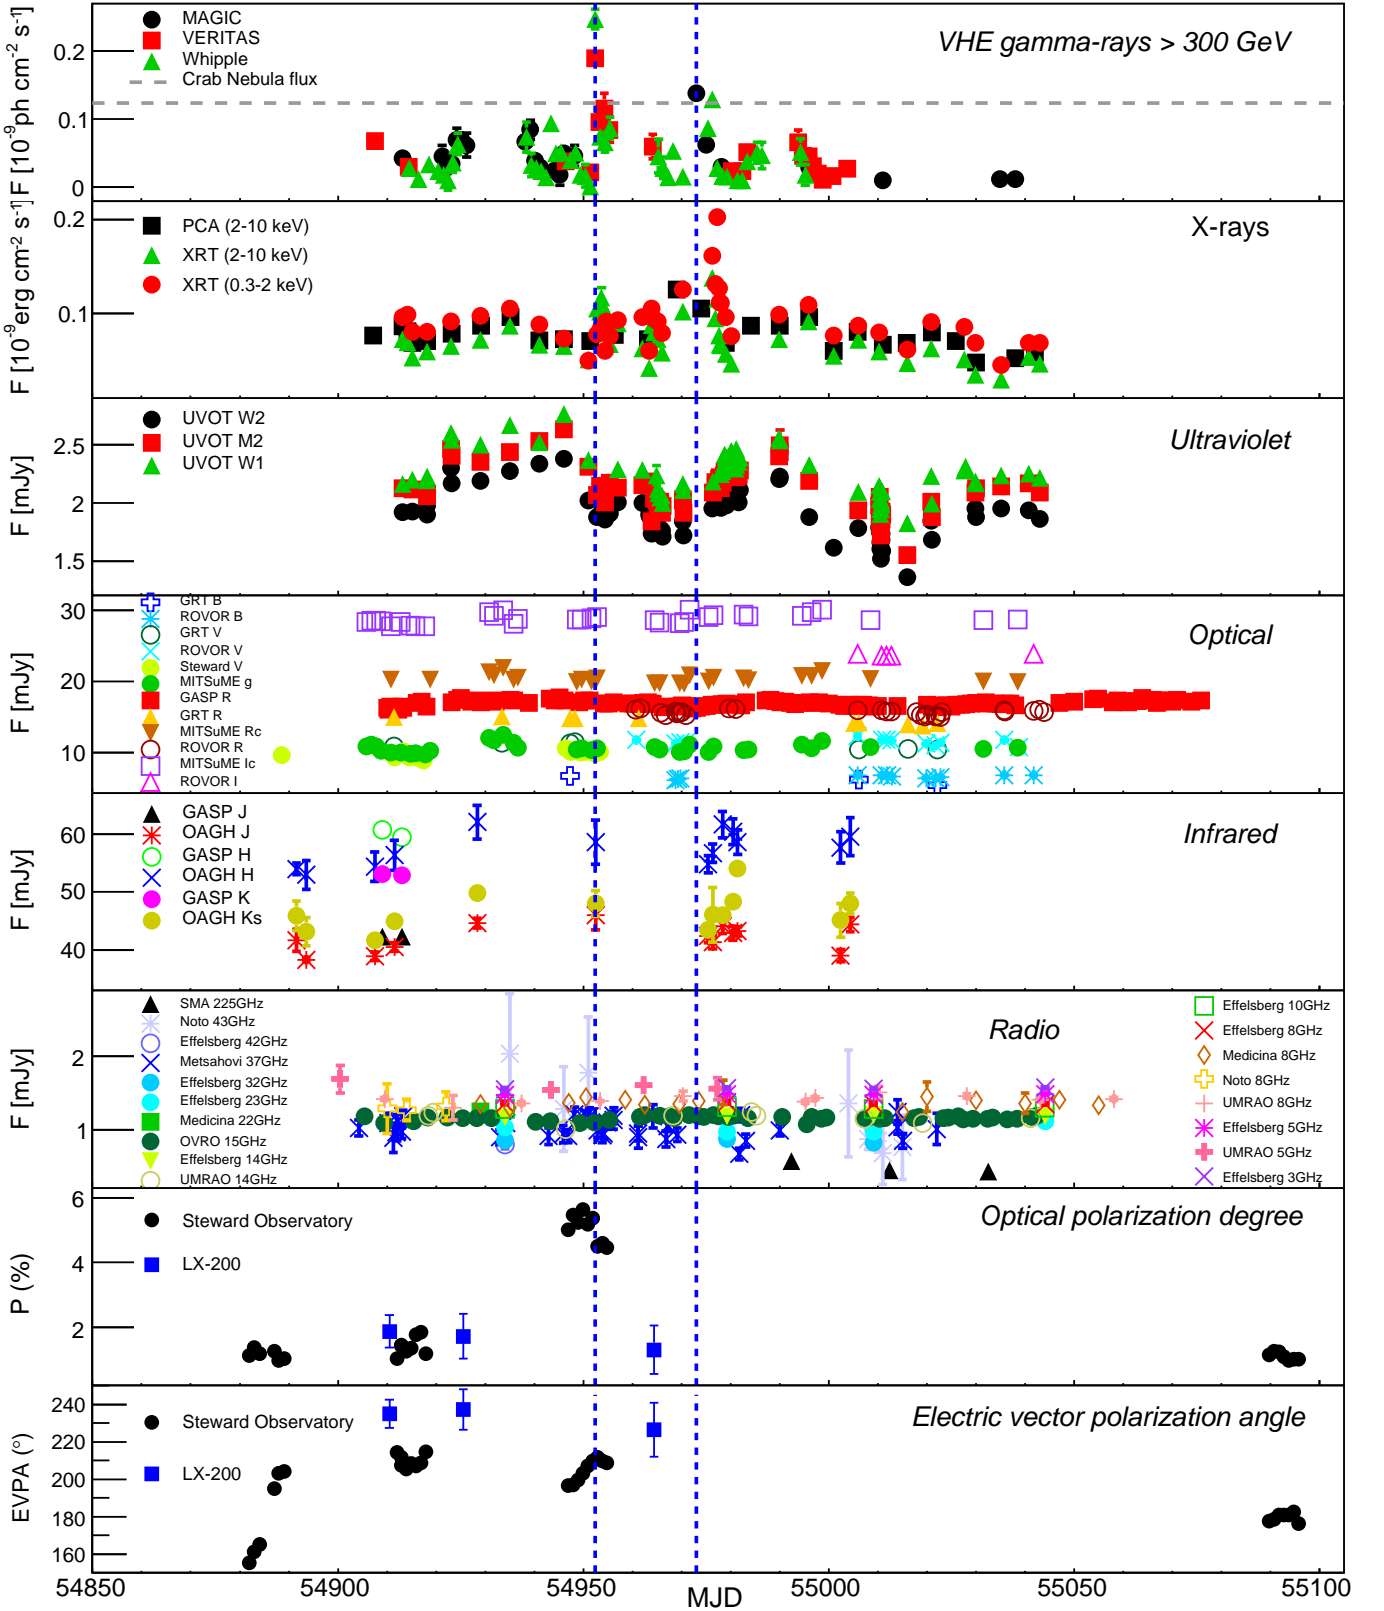 VHE gamma-rays > 300 GeV
MAGIC
VERITAS
Whipple
Crab Nebula flux
0.2
0.1
0
F [10⁻⁹ph cm⁻² s⁻¹]
X-rays
PCA (2-10 keV)
XRT (2-10 keV)
XRT (0.3-2 keV)
0.2
0.1
F [10⁻⁹erg cm⁻² s⁻¹]
Ultraviolet
UVOT W2
UVOT M2
UVOT W1
2.5
2
1.5
F [mJy]
Optical
GRT B
ROVOR B
GRT V
ROVOR V
Steward V
MITSuME g
GASP R
GRT R
MITSuME Rc
ROVOR R
MITSuME Ic
ROVOR I
30
20
10
F [mJy]
Infrared
GASP J
OAGH J
GASP H
OAGH H
GASP K
OAGH Ks
60
50
40
F [mJy]
Radio
SMA 225GHz
Noto 43GHz
Effelsberg 42GHz
Metsahovi 37GHz
Effelsberg 32GHz
Effelsberg 23GHz
Medicina 22GHz
OVRO 15GHz
Effelsberg 14GHz
UMRAO 14GHz
Effelsberg 10GHz
Effelsberg 8GHz
Medicina 8GHz
Noto 8GHz
UMRAO 8GHz
Effelsberg 5GHz
UMRAO 5GHz
Effelsberg 3GHz
2
1
F [mJy]
Optical polarization degree
Steward Observatory
LX-200
6
4
2
P (%)
Electric vector polarization angle
Steward Observatory
LX-200
240
220
200
180
160
EVPA (°)
54850 54900 54950 55000 55050 55100
MJD